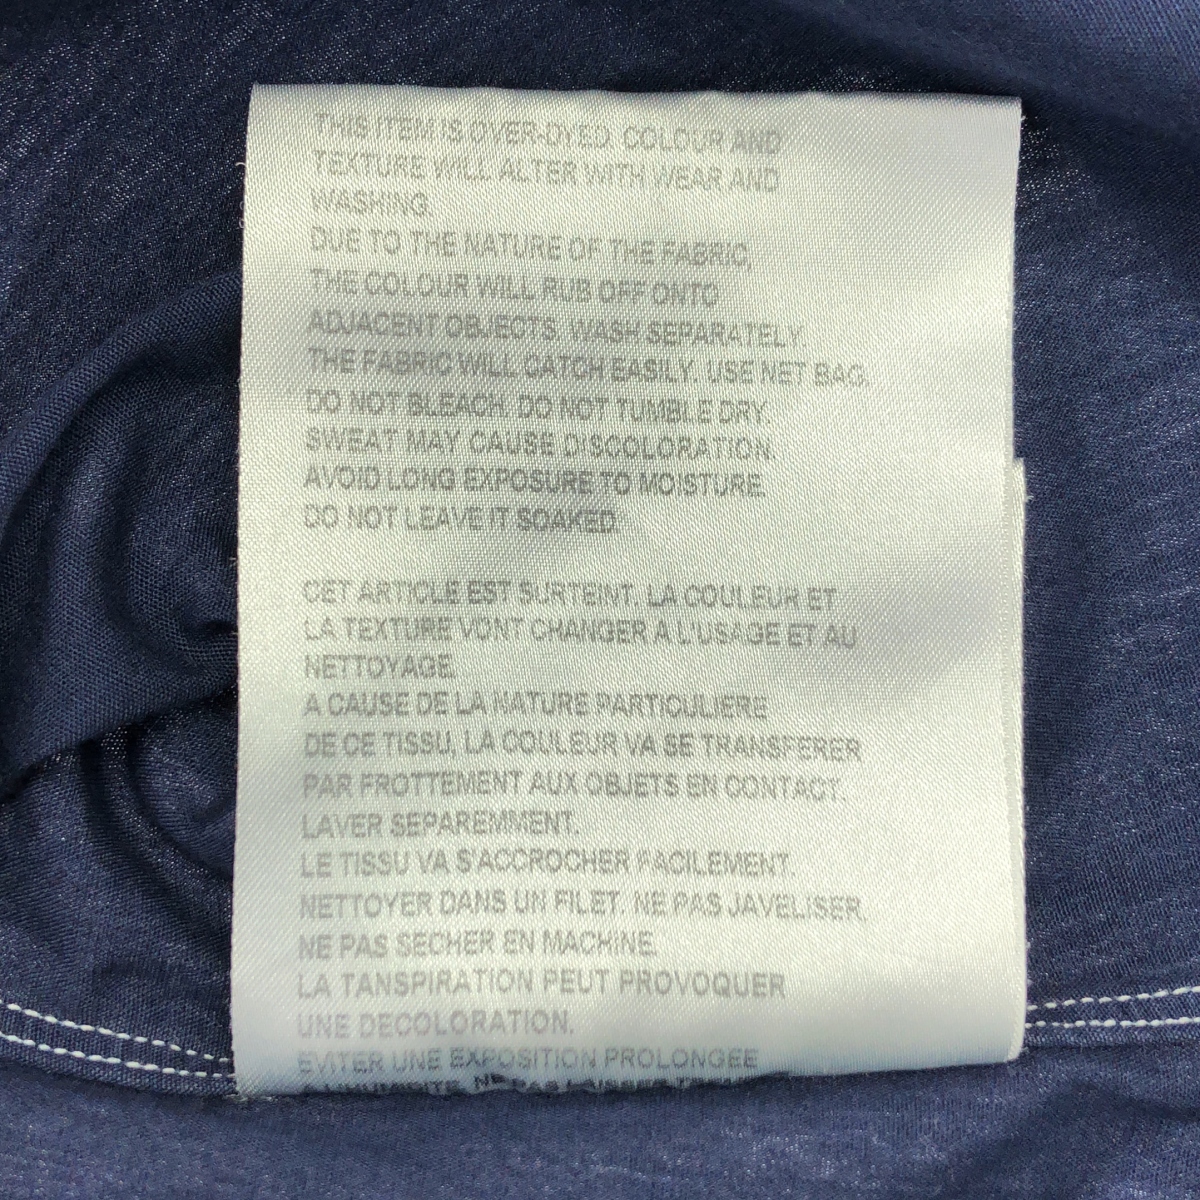 THIS ITEM IS OVER-DYED. COLOUR AND
TEXTURE WILL ALTER WITH WEAR AND
WASHING.
DUE TO THE NATURE OF THE FABRIC,
THE COLOUR WILL RUB OFF ONTO
ADJACENT OBJECTS. WASH SEPARATELY.
THE FABRIC WILL CATCH EASILY. USE NET BAG.
DO NOT BLEACH. DO NOT TUMBLE DRY.
SWEAT MAY CAUSE DISCOLORATION.
AVOID LONG EXPOSURE TO MOISTURE.
DO NOT LEAVE IT SOAKED.
CET ARTICLE EST SURTEINT. LA COULEUR ET
LA TEXTURE VONT CHANGER A L'USAGE ET AU
NETTOYAGE.
A CAUSE DE LA NATURE PARTICULIERE
DE CE TISSU, LA COULEUR VA SE TRANSFERER
PAR FROTTEMENT AUX OBJETS EN CONTACT.
LAVER SEPAREMMENT.
LE TISSU VA S'ACCROCHER FACILEMENT.
NETTOYER DANS UN FILET. NE PAS JAVELISER.
NE PAS SECHER EN MACHINE.
LA TANSPIRATION PEUT PROVOQUER
UNE DECOLORATION.
EVITER UNE EXPOSITION PROLONGEE
NE PAS